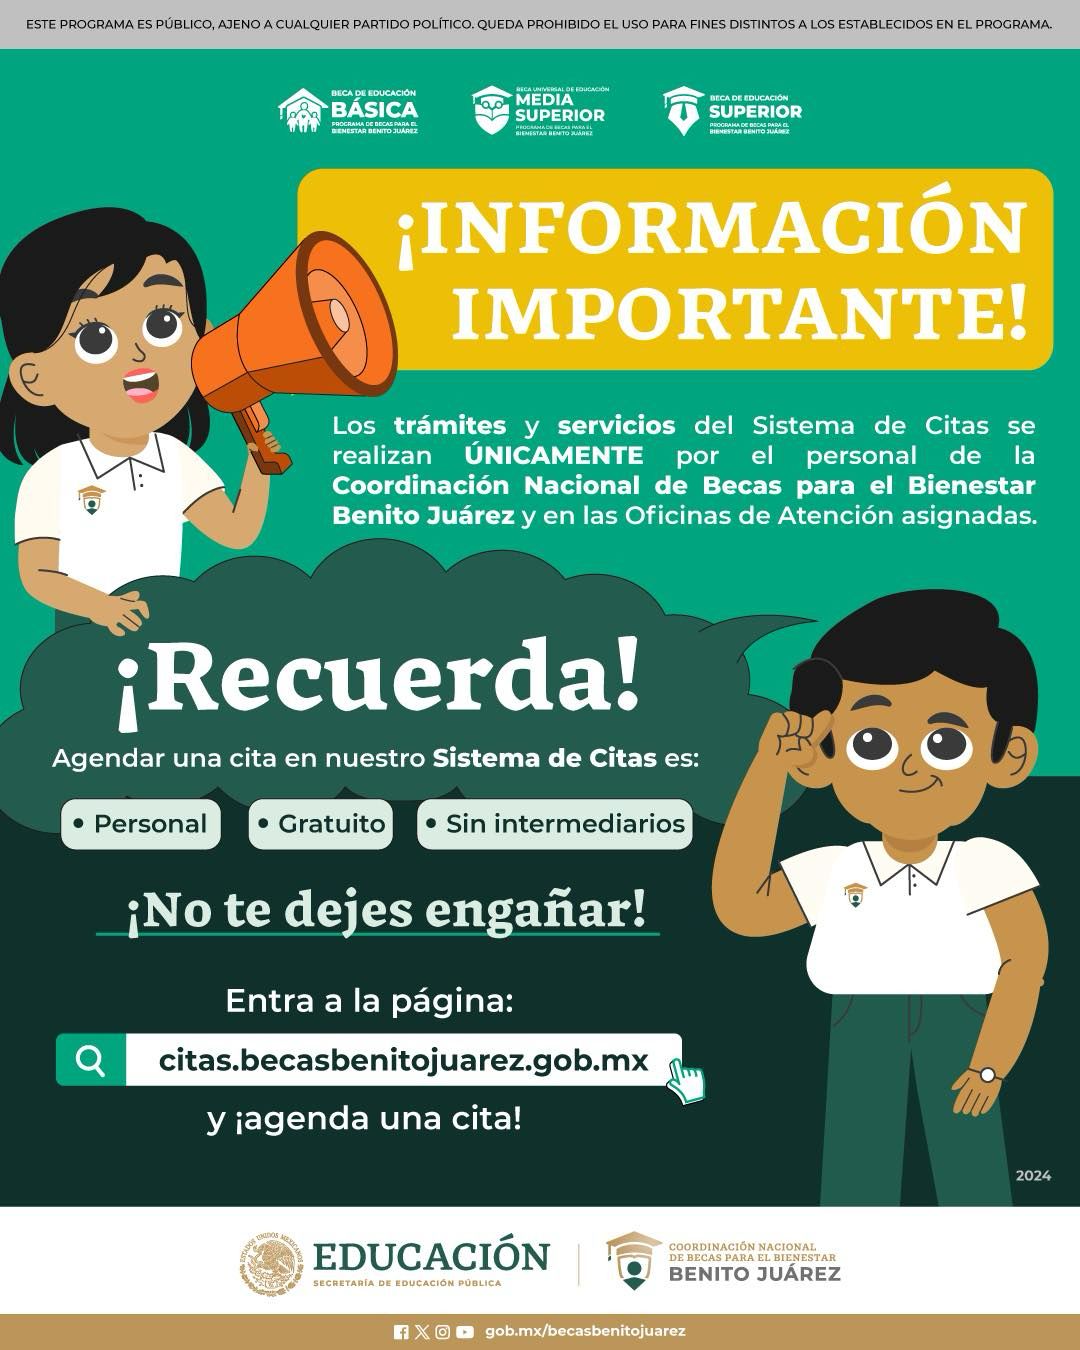 ESTE PROGRAMA ES PÚBLICO, AJENO A CUALQUIER PARTIDO POLÍTICO. QUEDA PROHIBIDO EL USO PARA FINES DISTINTOS A LOS ESTABLECIDOS EN EL PROGRAMA.
BECA DE EDUCACIÓN
BÁSICA
PROGRAMA DE BECAS PARA EL
BIENESTAR BENITO JUÁREZ
BECA UNIVERSAL DE EDUCACIÓN
MEDIA
SUPERIOR
PROGRAMA DE BECAS PARA EL
BIENESTAR BENITO JUÁREZ
BECA DE EDUCACIÓN
SUPERIOR
PROGRAMA DE BECAS PARA EL
BIENESTAR BENITO JUÁREZ
¡INFORMACIÓN
IMPORTANTE!
Los trámites y servicios del Sistema de Citas se
realizan ÚNICAMENTE por el personal de la
Coordinación Nacional de Becas para el Bienestar
Benito Juárez y en las Oficinas de Atención asignadas.
¡Recuerda!
Agendar una cita en nuestro Sistema de Citas es:
• Personal • Gratuito • Sin intermediarios
¡No te dejes engañar!
Entra a la página:
citas.becasbenitojuarez.gob.mx
y ¡agenda una cita!
2024
ESTADOS UNIDOS MEXICANOS
EDUCACIÓN
SECRETARÍA DE EDUCACIÓN PÚBLICA
COORDINACIÓN NACIONAL
DE BECAS PARA EL BIENESTAR
BENITO JUÁREZ
gob.mx/becasbenitojuarez